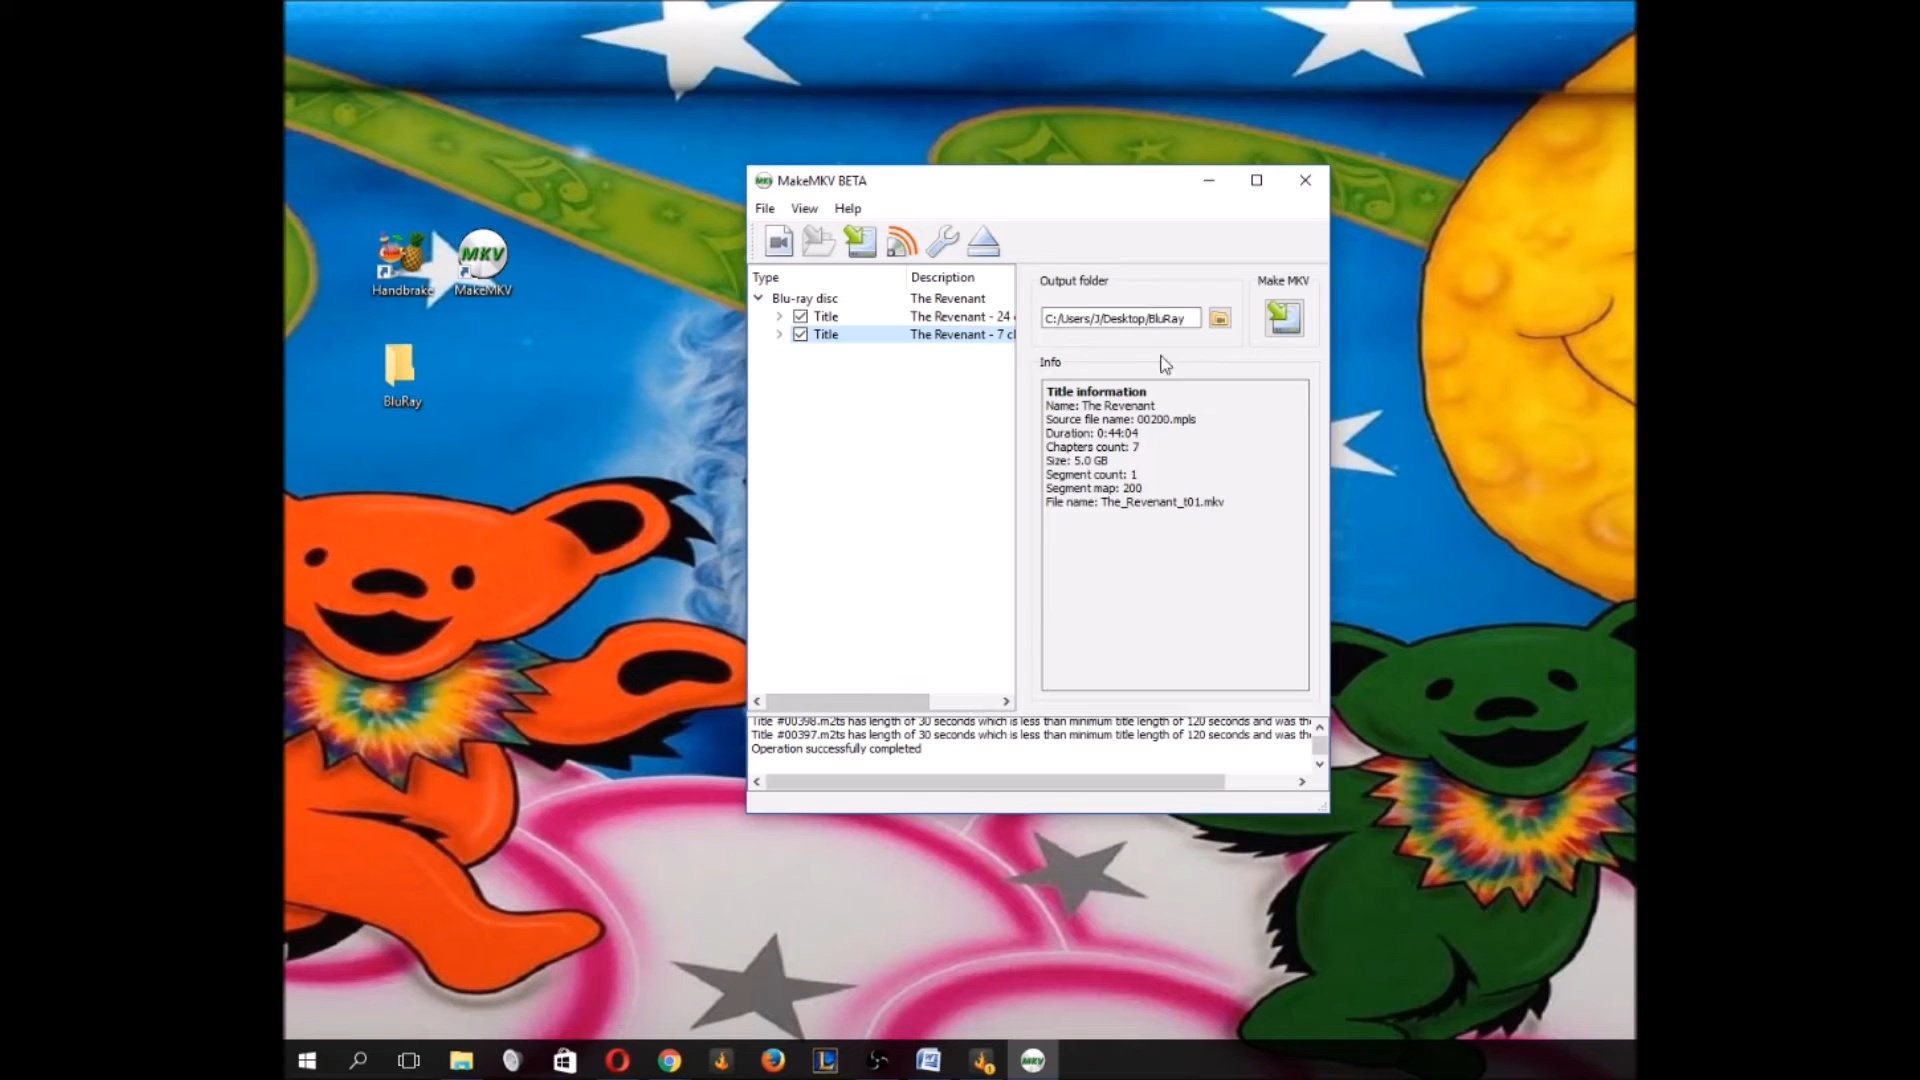 MakeMKV BETA
File View Help
Type Description
Blu-ray disc The Revenant
Title The Revenant - 24
Title The Revenant - 7 cl
Output folder
C:/Users/J/Desktop/BluRay
Make MKV
Info
Title information
Name: The Revenant
Source file name: 00200.mpls
Duration: 0:44:04
Chapters count: 7
Size: 5.0 GB
Segment count: 1
Segment map: 200
File name: The_Revenant_t01.mkv
Title #00398.m2ts has length of 30 seconds which is less than minimum title length of 120 seconds and was the
Title #00397.m2ts has length of 30 seconds which is less than minimum title length of 120 seconds and was the
Operation successfully completed
MKV
Handbrake MakeMKV
BluRay